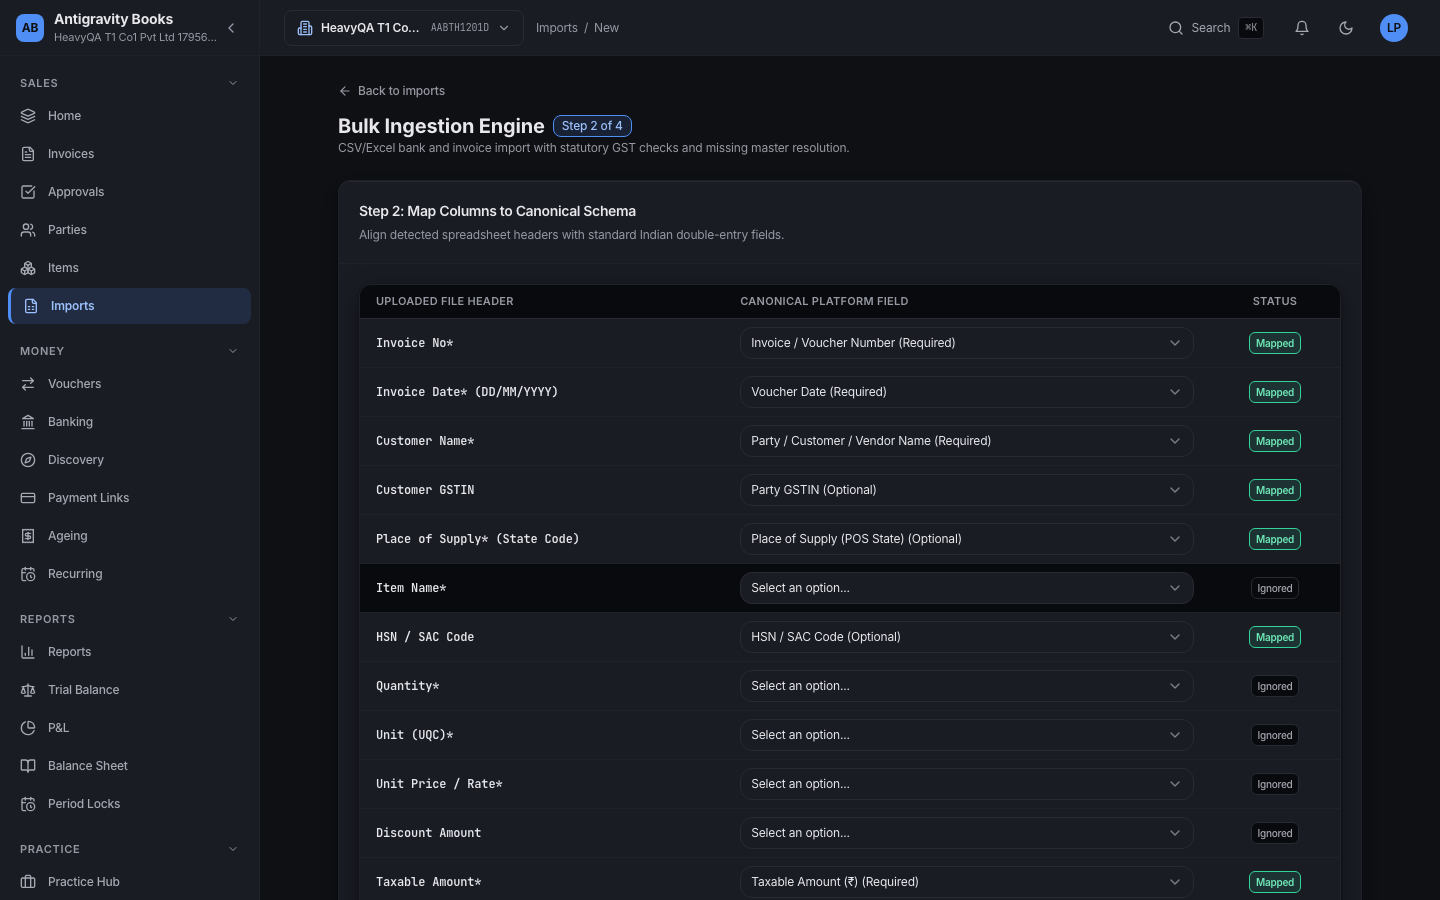 AB
Antigravity Books
HeavyQA T1 Co1 Pvt Ltd 17956...
HeavyQA T1 Co... AABTH1201D
Imports / New
Search ⌘K
LP
SALES
Home
Invoices
Approvals
Parties
Items
Imports
MONEY
Vouchers
Banking
Discovery
Payment Links
Ageing
Recurring
REPORTS
Reports
Trial Balance
P&L
Balance Sheet
Period Locks
PRACTICE
Practice Hub
Back to imports
Bulk Ingestion Engine Step 2 of 4
CSV/Excel bank and invoice import with statutory GST checks and missing master resolution.
Step 2: Map Columns to Canonical Schema
Align detected spreadsheet headers with standard Indian double-entry fields.
UPLOADED FILE HEADER CANONICAL PLATFORM FIELD STATUS
Invoice No* Invoice / Voucher Number (Required) Mapped
Invoice Date* (DD/MM/YYYY) Voucher Date (Required) Mapped
Customer Name* Party / Customer / Vendor Name (Required) Mapped
Customer GSTIN Party GSTIN (Optional) Mapped
Place of Supply* (State Code) Place of Supply (POS State) (Optional) Mapped
Item Name* Select an option... Ignored
HSN / SAC Code HSN / SAC Code (Optional) Mapped
Quantity* Select an option... Ignored
Unit (UQC)* Select an option... Ignored
Unit Price / Rate* Select an option... Ignored
Discount Amount Select an option... Ignored
Taxable Amount* Taxable Amount (₹) (Required) Mapped